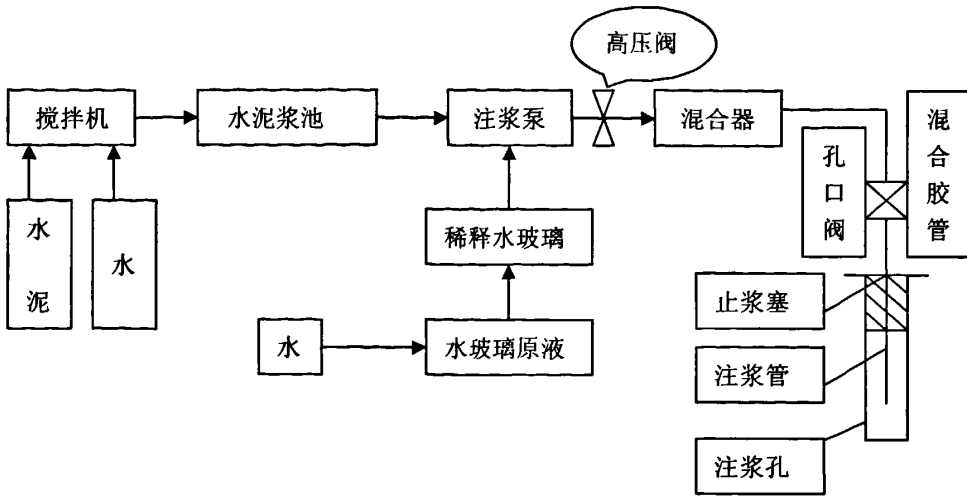 高压阀
搅拌机
水泥浆池
注浆泵
混合器
孔口阀
混合胶管
水泥
水
稀释水玻璃
水
水玻璃原液
止浆塞
注浆管
注浆孔